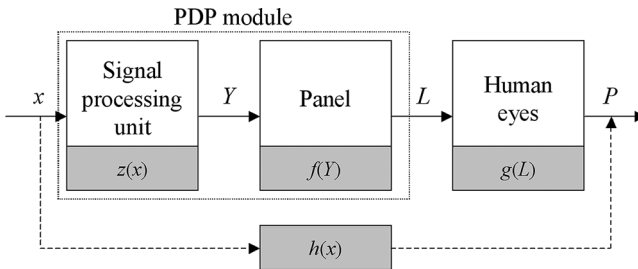 PDP module
x
Signal
processing
unit
z(x)
Y
Panel
f(Y)
L
Human
eyes
g(L)
P
h(x)